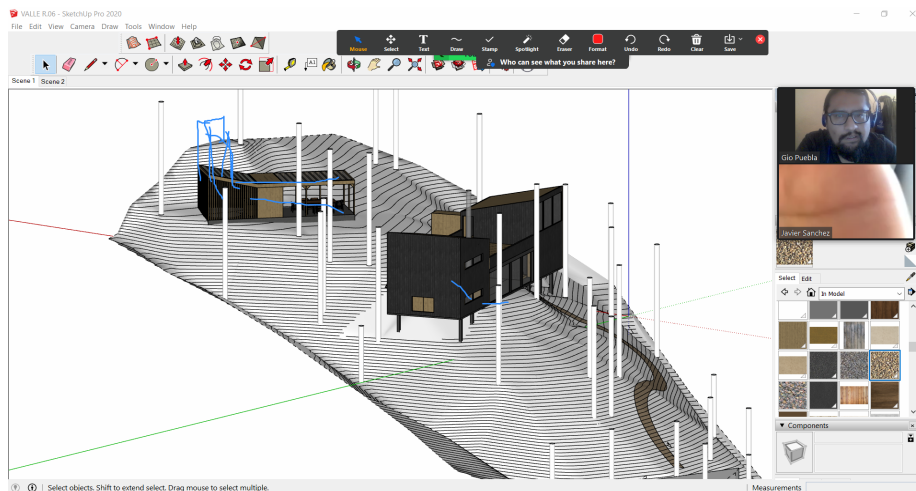 VALLE R.06 - SketchUp Pro 2020
File Edit View Camera Draw Tools Window Help
Mouse Select Text Draw Stamp Spotlight Eraser Format Undo Redo Clear Save
Who can see what you share here?
Scene 1 Scene 2
Gio Puebla
Javier Sanchez
Select Edit
In Model
Components
Select objects. Shift to extend select. Drag mouse to select multiple.
Measurements